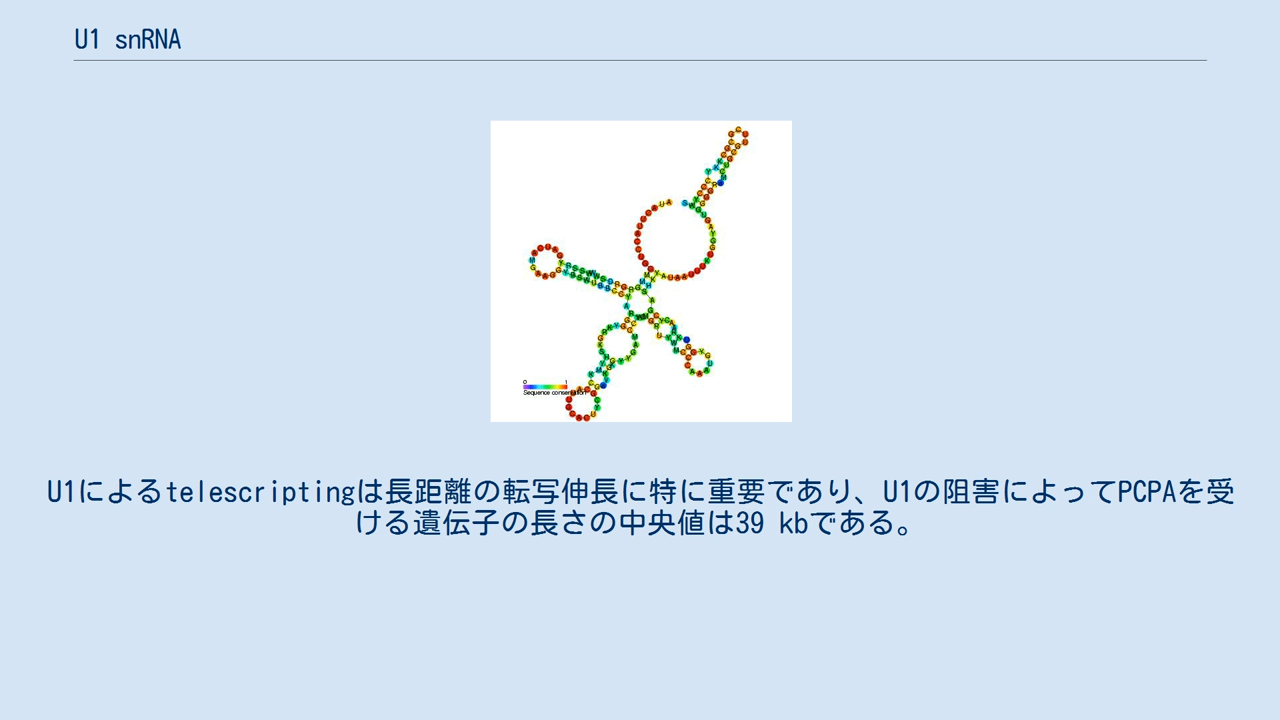 U1 snRNA
0 1
Sequence conservation
U1によるtelescriptingは長距離の転写伸長に特に重要であり、U1の阻害によってPCPAを受
ける遺伝子の長さの中央値は39 kbである。